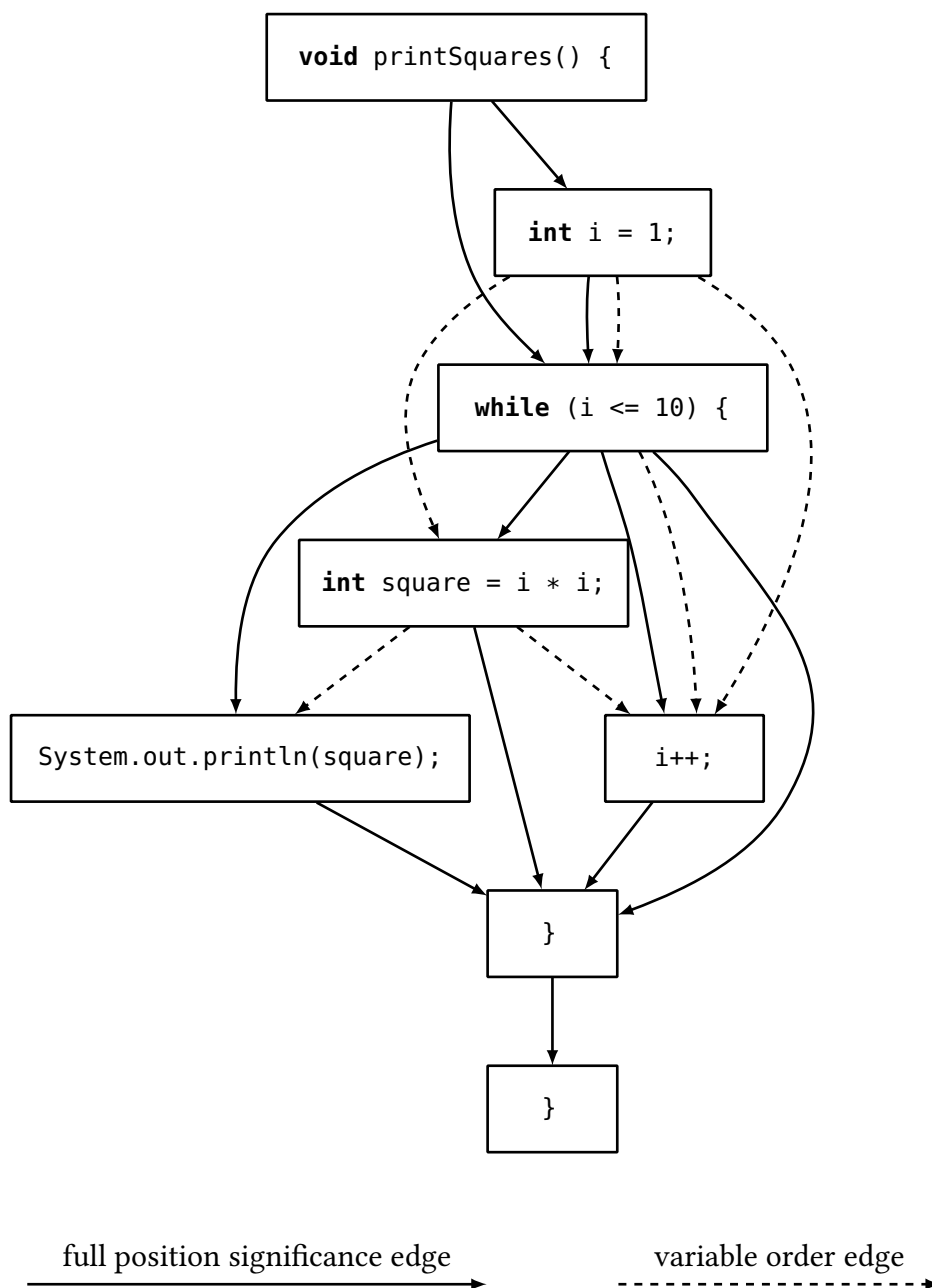 void printSquares() {
int i = 1;
while (i <= 10) {
int square = i * i;
System.out.println(square);
i++;
}
}
full position significance edge
variable order edge